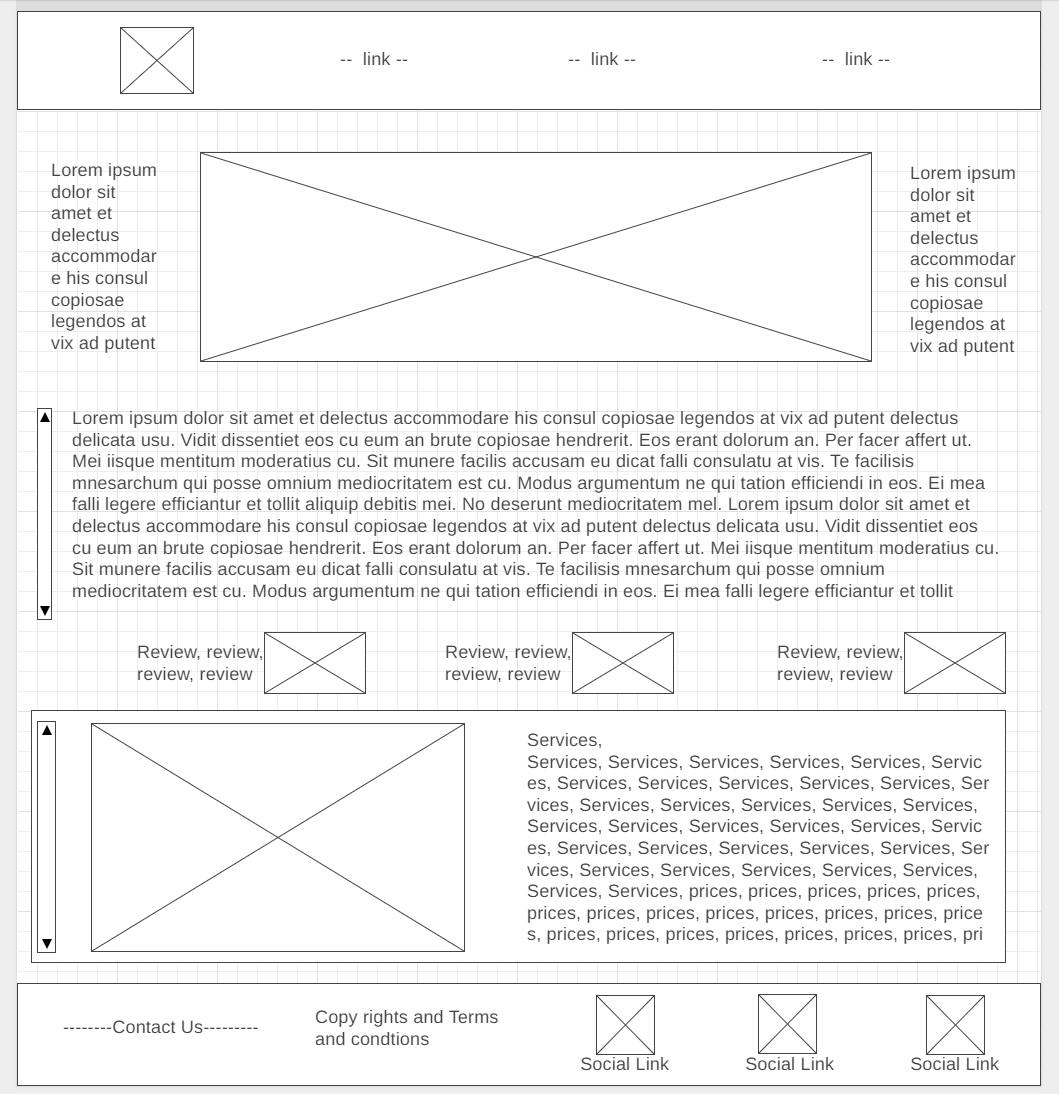 --  link --
--  link --
--  link --
Lorem ipsum
dolor sit
amet et
delectus
accommodar
e his consul
copiosae
legendos at
vix ad putent
Lorem ipsum
dolor sit
amet et
delectus
accommodar
e his consul
copiosae
legendos at
vix ad putent
Lorem ipsum dolor sit amet et delectus accommodare his consul copiosae legendos at vix ad putent delectus
delicata usu. Vidit dissentiet eos cu eum an brute copiosae hendrerit. Eos erant dolorum an. Per facer affert ut.
Mei iisque mentitum moderatius cu. Sit munere facilis accusam eu dicat falli consulatu at vis. Te facilisis
mnesarchum qui posse omnium mediocritatem est cu. Modus argumentum ne qui tation efficiendi in eos. Ei mea
falli legere efficiantur et tollit aliquip debitis mei. No deserunt mediocritatem mel. Lorem ipsum dolor sit amet et
delectus accommodare his consul copiosae legendos at vix ad putent delectus delicata usu. Vidit dissentiet eos
cu eum an brute copiosae hendrerit. Eos erant dolorum an. Per facer affert ut. Mei iisque mentitum moderatius cu.
Sit munere facilis accusam eu dicat falli consulatu at vis. Te facilisis mnesarchum qui posse omnium
mediocritatem est cu. Modus argumentum ne qui tation efficiendi in eos. Ei mea falli legere efficiantur et tollit
Review, review,
review, review
Review, review,
review, review
Review, review,
review, review
Services,
Services, Services, Services, Services, Services, Servic
es, Services, Services, Services, Services, Services, Ser
vices, Services, Services, Services, Services, Services,
Services, Services, Services, Services, Services, Servic
es, Services, Services, Services, Services, Services, Ser
vices, Services, Services, Services, Services, Services,
Services, Services, prices, prices, prices, prices, prices,
prices, prices, prices, prices, prices, prices, prices, price
s, prices, prices, prices, prices, prices, prices, prices, pri
--------Contact Us---------
Copy rights and Terms
and condtions
Social Link
Social Link
Social Link